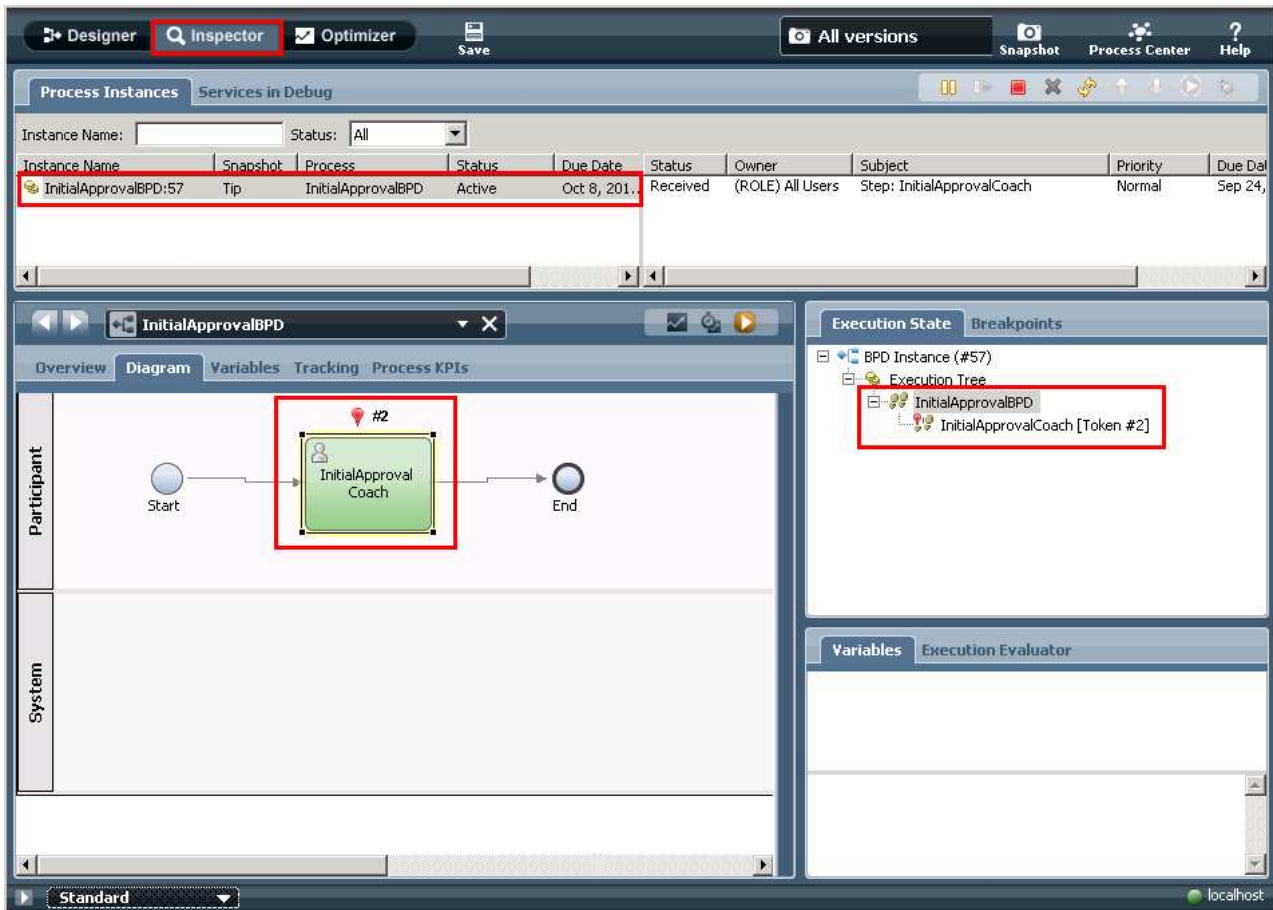 Designer Inspector Optimizer Save All versions Snapshot Process Center Help
Process Instances Services in Debug
Instance Name: Status: All
Instance Name Snapshot Process Status Due Date Status Owner Subject Priority Due Dat
InitialApprovalBPD:57 Tip InitialApprovalBPD Active Oct 8, 201... Received (ROLE) All Users Step: InitialApprovalCoach Normal Sep 24,
InitialApprovalBPD
Overview Diagram Variables Tracking Process KPIs
Participant
#2
InitialApproval
Coach
Start
End
System
Execution State Breakpoints
BPD Instance (#57)
Execution Tree
InitialApprovalBPD
InitialApprovalCoach [Token #2]
Variables Execution Evaluator
Standard localhost